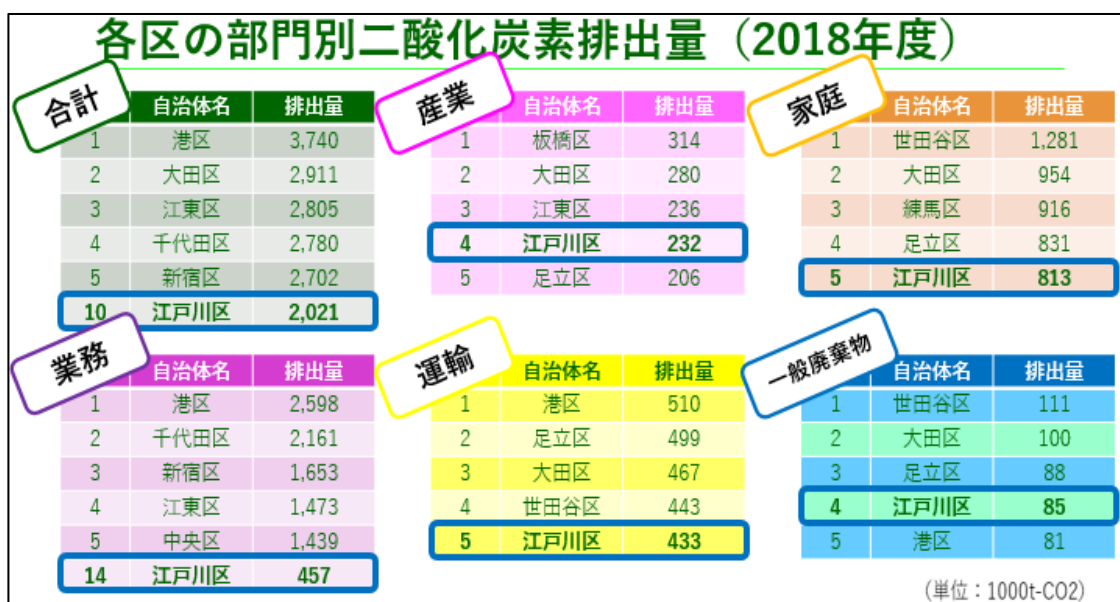 各区の部門別二酸化炭素排出量（2018年度）
合計
自治体名 排出量
1 港区 3,740
2 大田区 2,911
3 江東区 2,805
4 千代田区 2,780
5 新宿区 2,702
10 江戸川区 2,021
産業
自治体名 排出量
1 板橋区 314
2 大田区 280
3 江東区 236
4 江戸川区 232
5 足立区 206
家庭
自治体名 排出量
1 世田谷区 1,281
2 大田区 954
3 練馬区 916
4 足立区 831
5 江戸川区 813
業務
自治体名 排出量
1 港区 2,598
2 千代田区 2,161
3 新宿区 1,653
4 江東区 1,473
5 中央区 1,439
14 江戸川区 457
運輸
自治体名 排出量
1 港区 510
2 足立区 499
3 大田区 467
4 世田谷区 443
5 江戸川区 433
一般廃棄物
自治体名 排出量
1 世田谷区 111
2 大田区 100
3 足立区 88
4 江戸川区 85
5 港区 81
（単位：1000t-CO2）